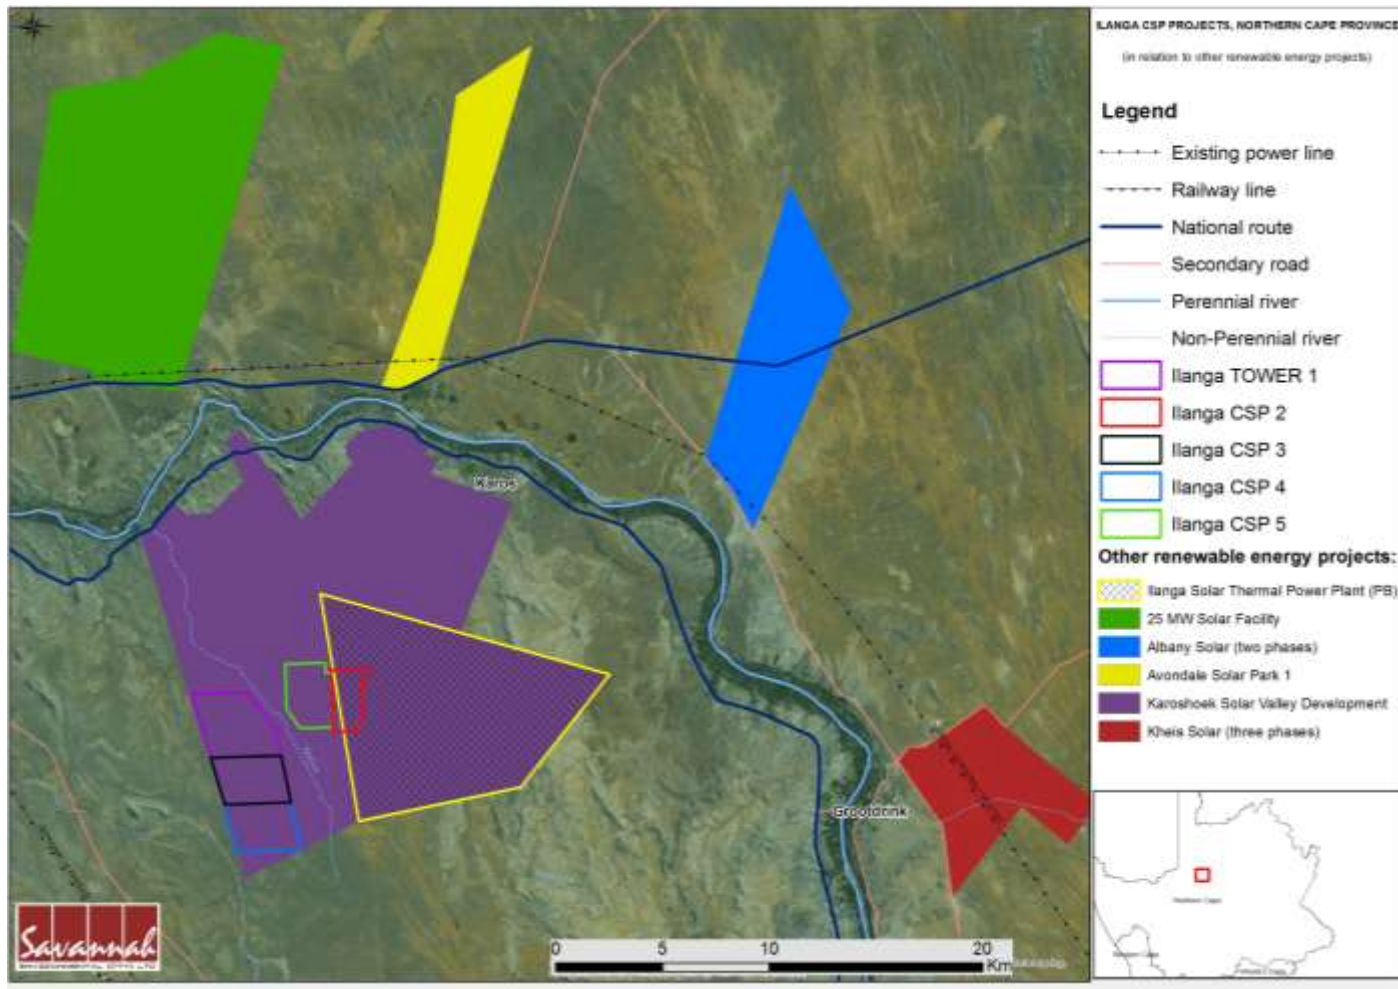 ILANGA CSP PROJECTS, NORTHERN CAPE PROVINCE
(in relation to other renewable energy projects)
Legend
Existing power line
Railway line
National route
Secondary road
Perennial river
Non-Perennial river
Ilanga TOWER 1
Ilanga CSP 2
Ilanga CSP 3
Ilanga CSP 4
Ilanga CSP 5
Other renewable energy projects:
Ilanga Solar Thermal Power Plant (PB)
25 MW Solar Facility
Albany Solar (two phases)
Avondale Solar Park 1
Karoshoek Solar Valley Development
Kheis Solar (three phases)
Karos
Grootdrink
Northern Cape
Savannah
0 5 10 20
Km